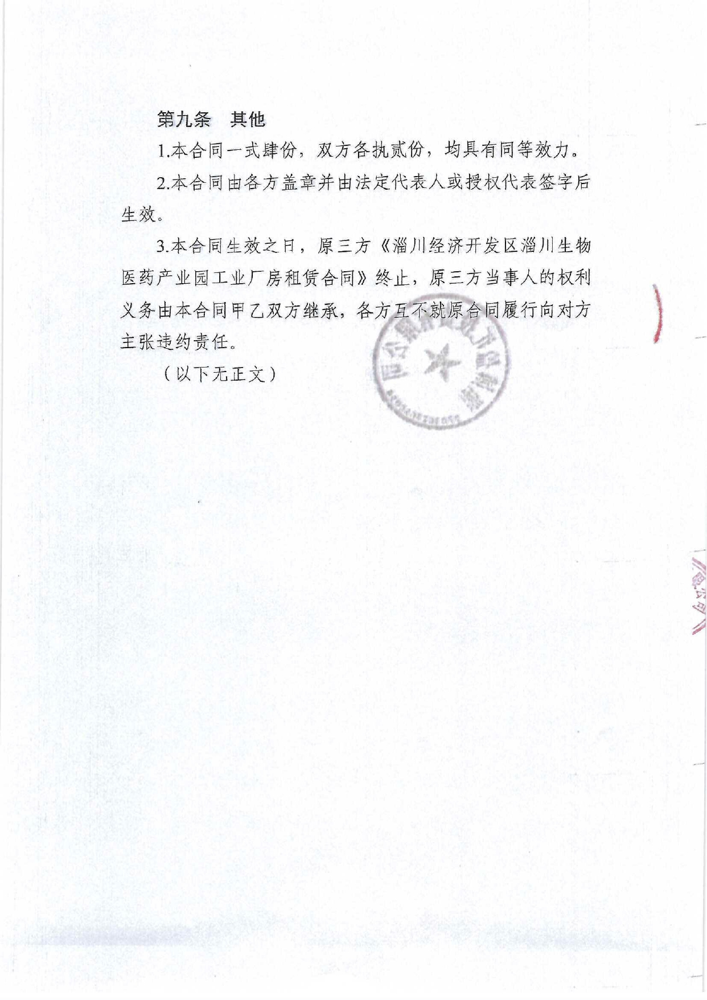 第九条 其他
1.本合同一式肆份，双方各执贰份，均具有同等效力。
2.本合同由各方盖章并由法定代表人或授权代表签字后
生效。
3.本合同生效之日，原三方《淄川经济开发区淄川生物
医药产业园工业厂房租赁合同》终止，原三方当事人的权利
义务由本合同甲乙双方继承，各方互不就原合同履行向对方
主张违约责任。
（以下无正文）
公司